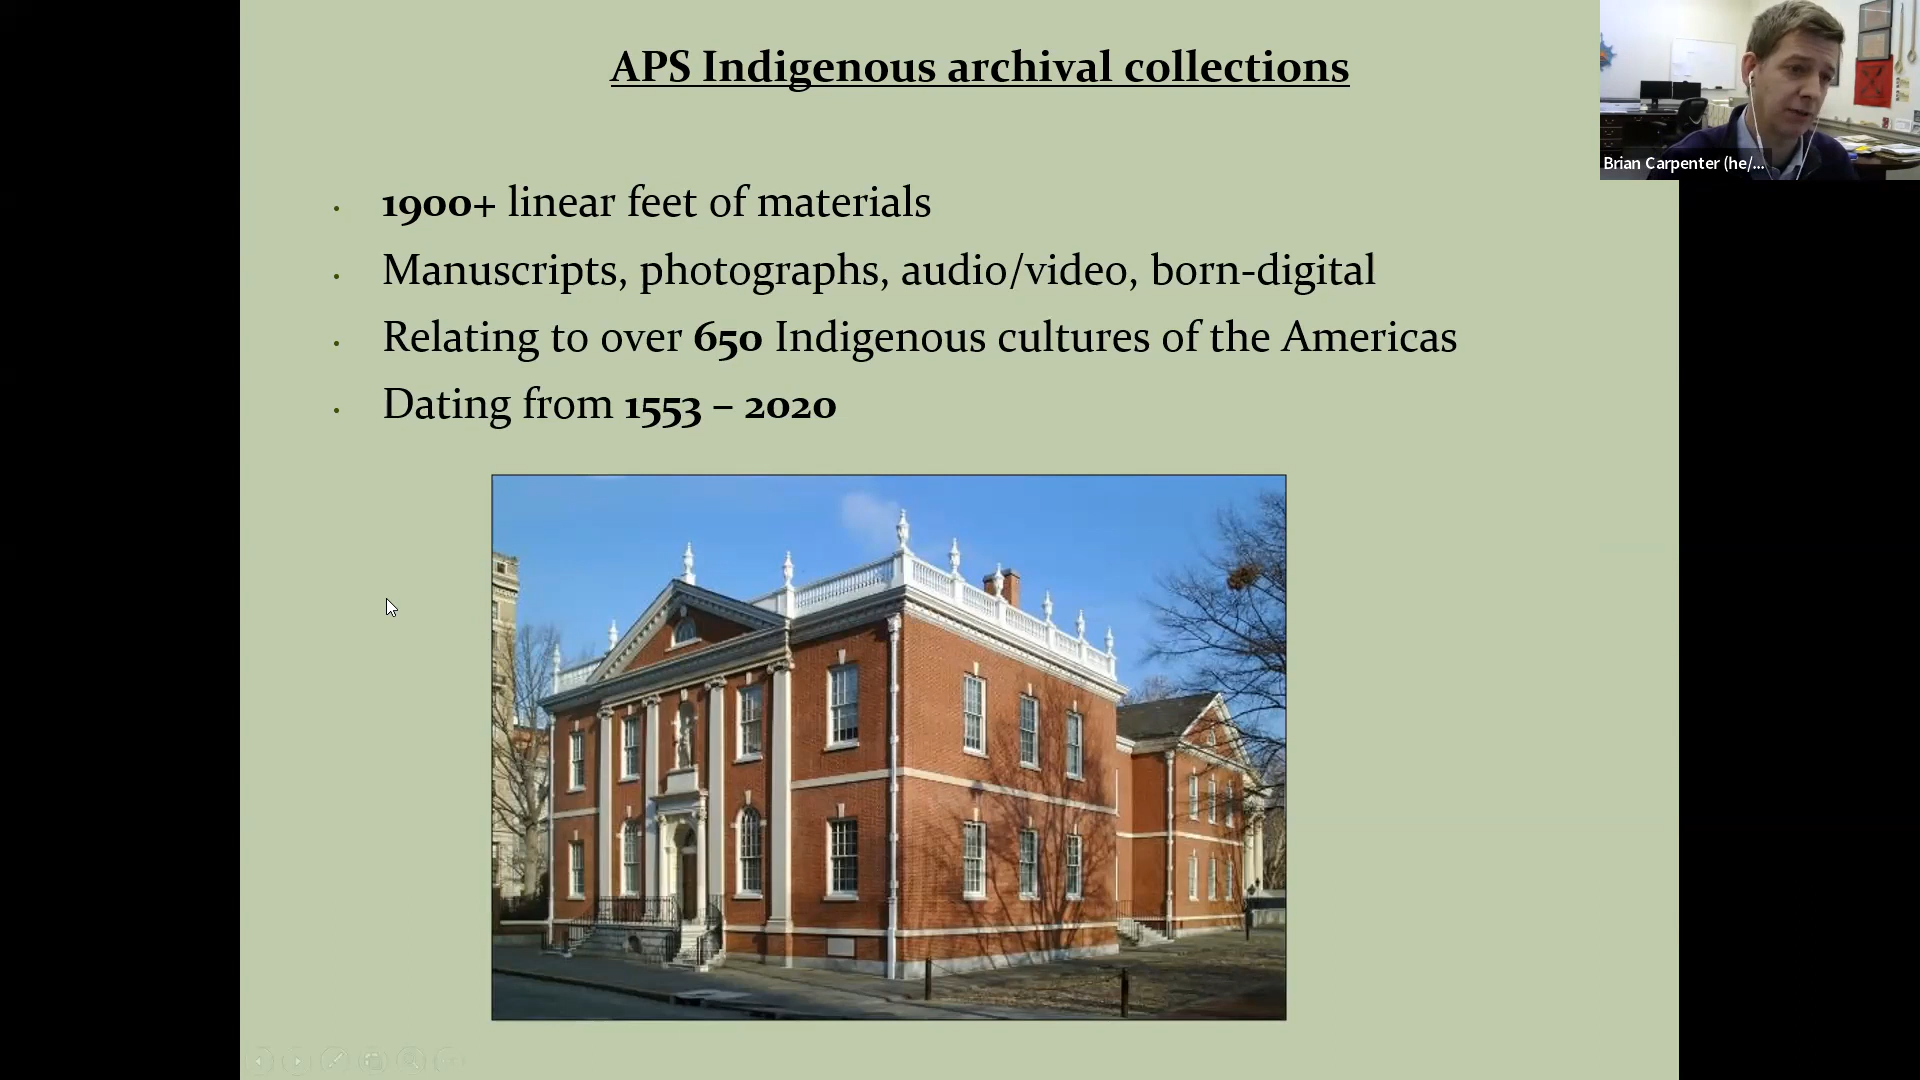 APS Indigenous archival collections
Brian Carpenter (he/...
• 1900+ linear feet of materials
• Manuscripts, photographs, audio/video, born-digital
• Relating to over 650 Indigenous cultures of the Americas
• Dating from 1553 – 2020